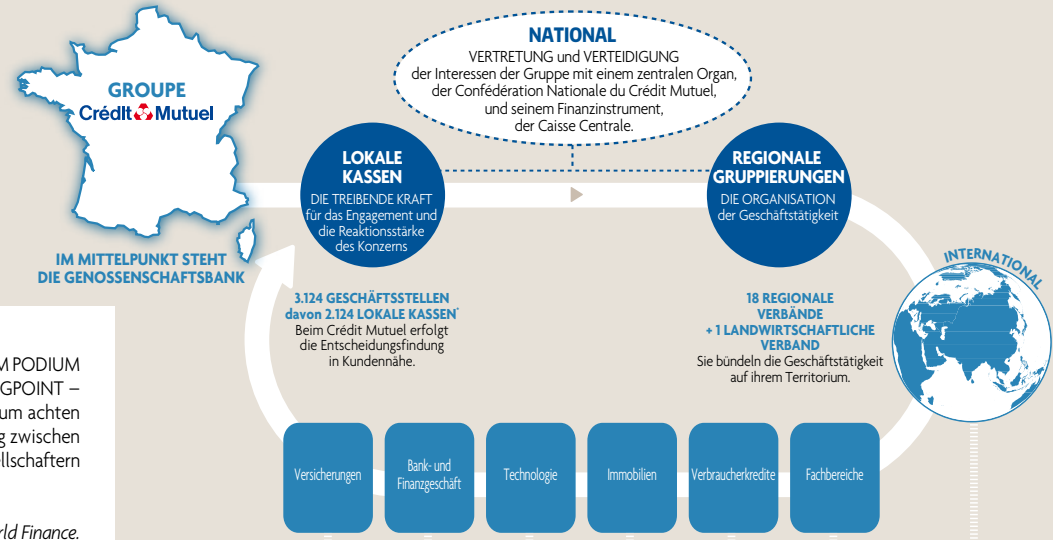 NATIONAL
VERTRETUNG und VERTEIDIGUNG
der Interessen der Gruppe mit einem zentralen Organ,
der Confédération Nationale du Crédit Mutuel,
und seinem Finanzinstrument,
der Caisse Centrale.
GROUPE
Crédit Mutuel
IM MITTELPUNKT STEHT
DIE GENOSSENSCHAFTSBANK
LOKALE
KASSEN
DIE TREIBENDE KRAFT
für das Engagement und
die Reaktionsstärke
des Konzerns
REGIONALE
GRUPPIERUNGEN
DIE ORGANISATION
der Geschäftstätigkeit
INTERNATIONAL
3.124 GESCHÄFTSSTELLEN
davon 2.124 LOKALE KASSEN*
Beim Crédit Mutuel erfolgt
die Entscheidungsfindung
in Kundennähe.
18 REGIONALE
VERBÄNDE
+ 1 LANDWIRTSCHAFTLICHE
VERBAND
Sie bündeln die Geschäftstätigkeit
auf ihrem Territorium.
M PODIUM
GPOINT –
um achten
g zwischen
llschaftern
rld Finance.
Versicherungen
Bank- und
Finanzgeschäft
Technologie
Immobilien
Verbraucherkredite
Fachbereiche